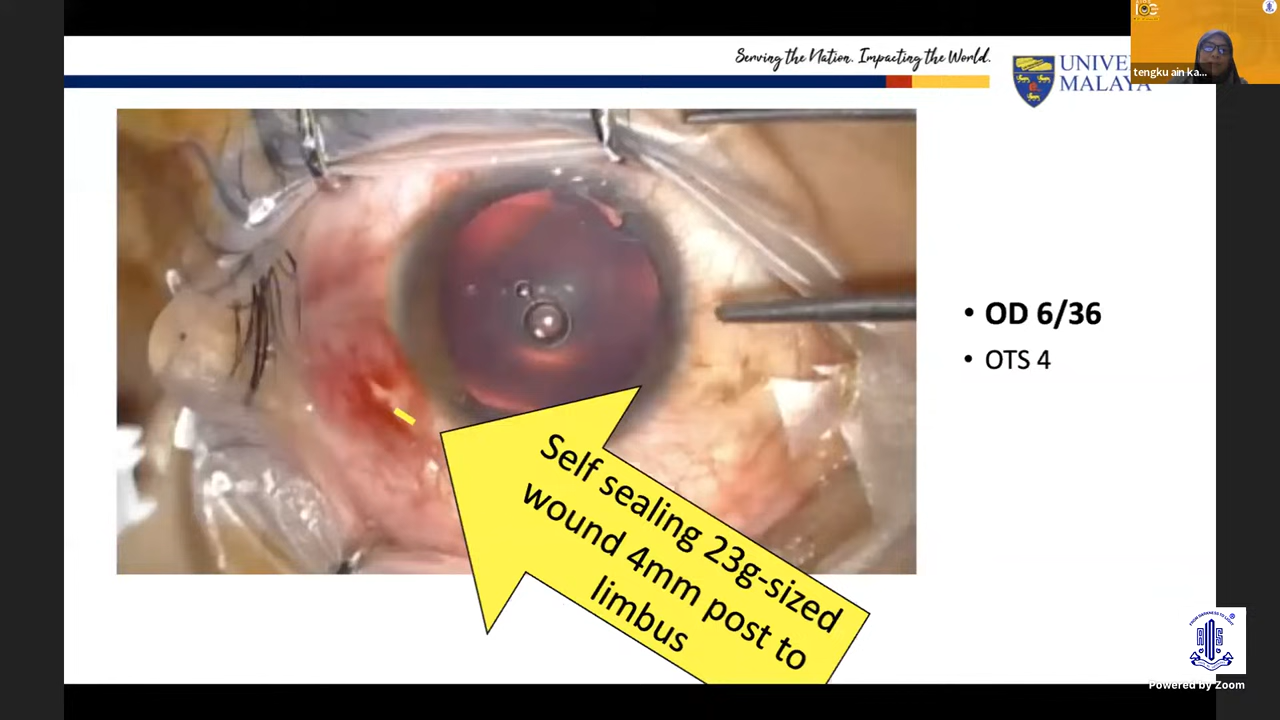 Serving the Nation. Impacting the World.
UNIVE
MALAYA
tengku ain ka...
• OD 6/36
• OTS 4
Self sealing 23g-sized
wound 4mm post to
limbus
Powered by Zoom